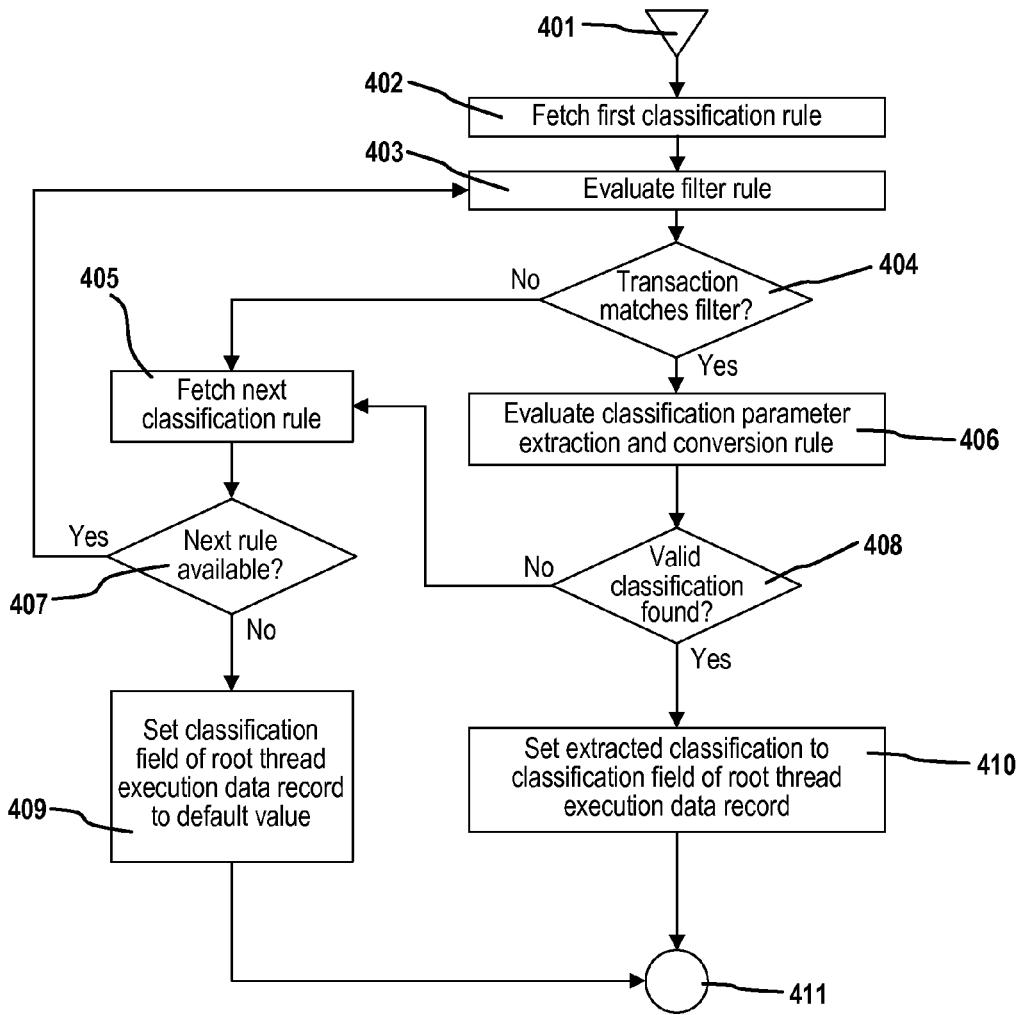 401
402
Fetch first classification rule
403
Evaluate filter rule
404
No
Transaction
matches filter?
Yes
405
Fetch next
classification rule
Evaluate classification parameter
extraction and conversion rule
406
Yes
Next rule
available?
407
No
No
Valid
classification
found?
408
Yes
Set classification
field of root thread
execution data record
to default value
409
Set extracted classification to
classification field of root thread
execution data record
410
411